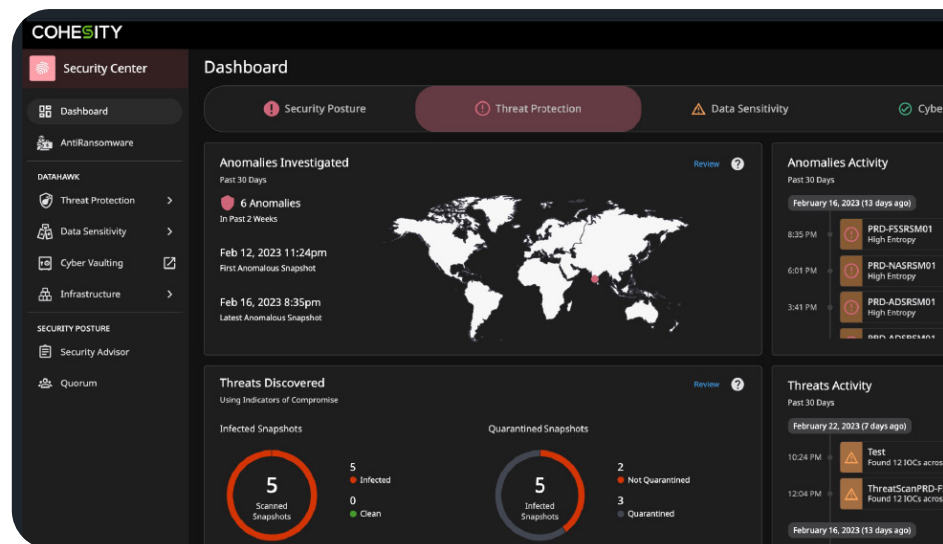 COHESITY
Security Center
Dashboard
AntiRansomware
DATAHAWK
Threat Protection
Data Sensitivity
Cyber Vaulting
Infrastructure
SECURITY POSTURE
Security Advisor
Quorum
Dashboard
Security Posture
Threat Protection
Data Sensitivity
Cybe
Anomalies Investigated
Review
Past 30 Days
6 Anomalies
In Past 2 Weeks
Feb 12, 2023 11:24pm
First Anomalous Snapshot
Feb 16, 2023 8:35pm
Latest Anomalous Snapshot
Anomalies Activity
Past 30 Days
February 16, 2023 (13 days ago)
8:35 PM
PRD-FSSRSM01
High Entropy
6:01 PM
PRD-NASRSM01
High Entropy
3:41 PM
PRD-ADSRSM01
High Entropy
PRD-ADSRSM01
Threats Discovered
Review
Using Indicators of Compromise
Infected Snapshots
5
Scanned
Snapshots
5
Infected
0
Clean
Quarantined Snapshots
5
Infected
Snapshots
2
Not Quarantined
3
Quarantined
Threats Activity
Past 30 Days
February 22, 2023 (7 days ago)
10:24 PM
Test
Found 12 IOCs acros
12:04 PM
ThreatScanPRD-F
Found 12 IOCs acros
February 16, 2023 (13 days ago)